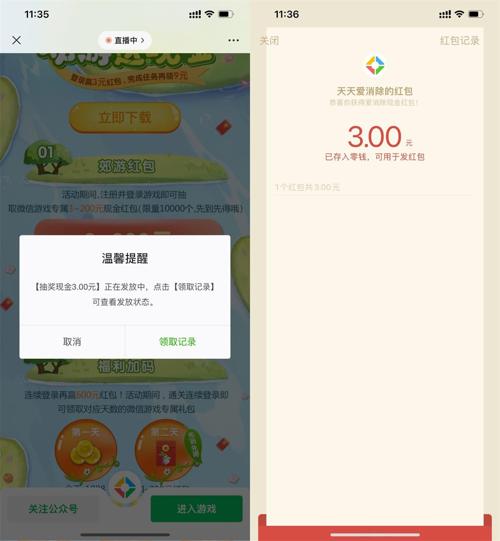 11:35
直播中
登录赢3元红包，完成任务再领9元
立即下载
01
郊游红包
活动期间,注册并登录游戏即可抽
取微信游戏专属1~200元现金红包(限量10000个,先到先得哦)
温馨提醒
【抽奖现金3.00元】正在发放中，点击【领取记录】
可查看发放状态。
取消
领取记录
福利加码
连续登录再赢600元红包！活动期间，通关连续登录即
可领取对应天数的微信游戏专属礼包
第一天
第二天
关注公众号
进入游戏
11:36
关闭
红包记录
天天爱消除的红包
恭喜你获得爱消除现金红包！
3.00元
已存入零钱，可用于发红包
1个红包共3.00元